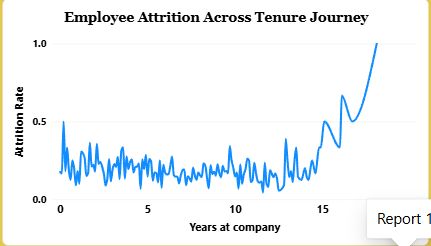 Employee Attrition Across Tenure Journey
1.0
Attrition Rate
0.5
0.0
0 5 10 15
Years at company
Report 1